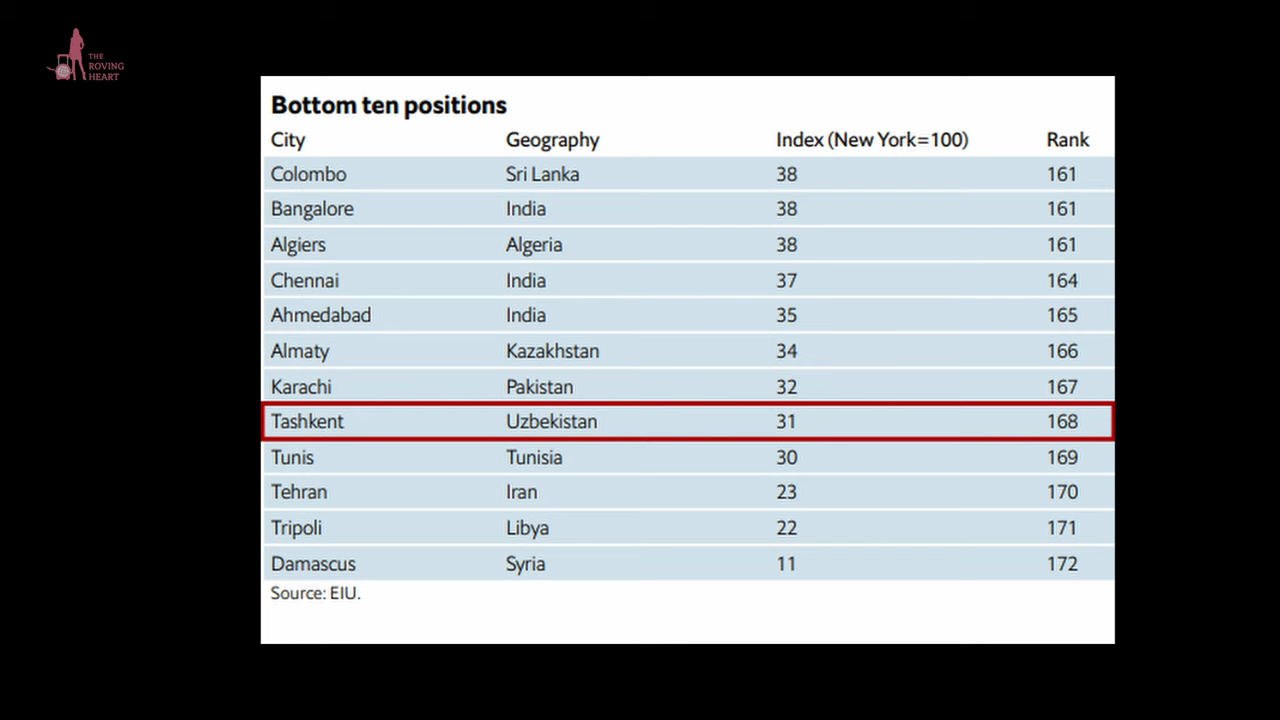 THE
ROVING
HEART
Bottom ten positions
City Geography Index (New York=100) Rank
Colombo Sri Lanka 38 161
Bangalore India 38 161
Algiers Algeria 38 161
Chennai India 37 164
Ahmedabad India 35 165
Almaty Kazakhstan 34 166
Karachi Pakistan 32 167
Tashkent Uzbekistan 31 168
Tunis Tunisia 30 169
Tehran Iran 23 170
Tripoli Libya 22 171
Damascus Syria 11 172
Source: EIU.